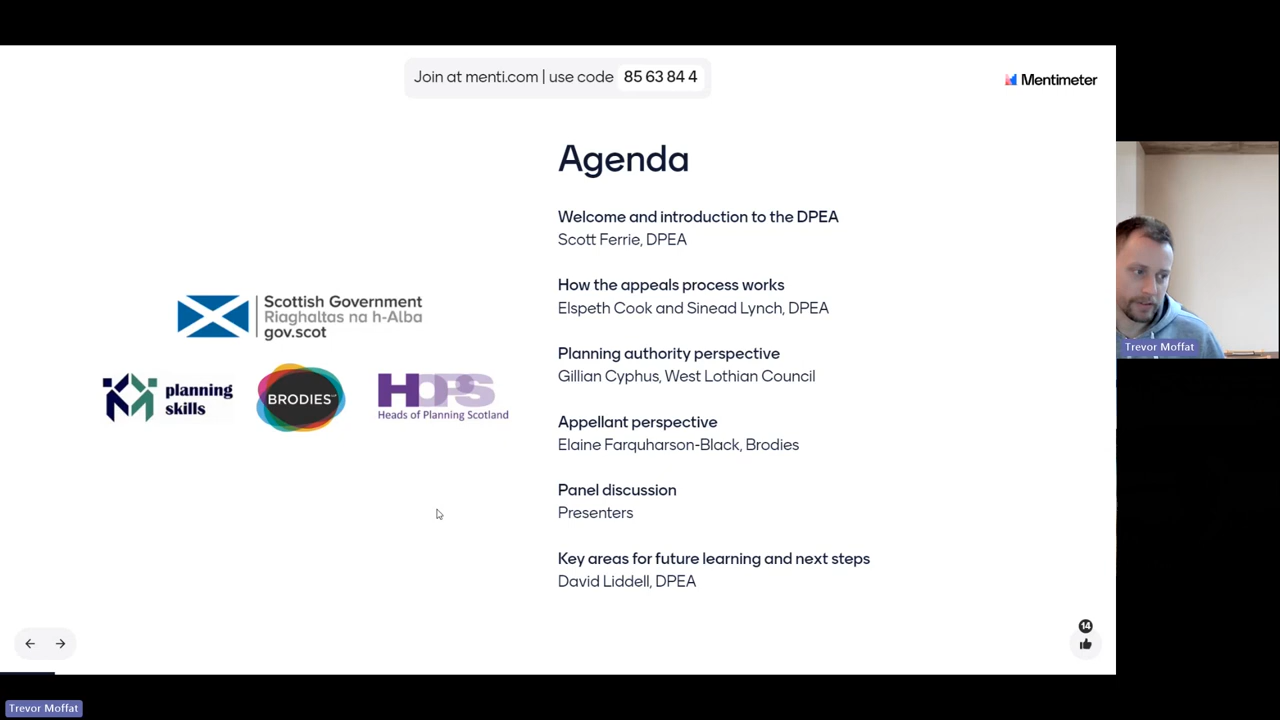 Join at menti.com | use code 85 63 84 4
Mentimeter
Agenda
Welcome and introduction to the DPEA
Scott Ferrie, DPEA
How the appeals process works
Elspeth Cook and Sinead Lynch, DPEA
Planning authority perspective
Gillian Cyphus, West Lothian Council
Appellant perspective
Elaine Farquharson-Black, Brodies
Panel discussion
Presenters
Key areas for future learning and next steps
David Liddell, DPEA
Scottish Government
Riaghaltas na h-Alba
gov.scot
planning
skills
BRODIES
HOPS
Heads of Planning Scotland
14
Trevor Moffat
Trevor Moffat